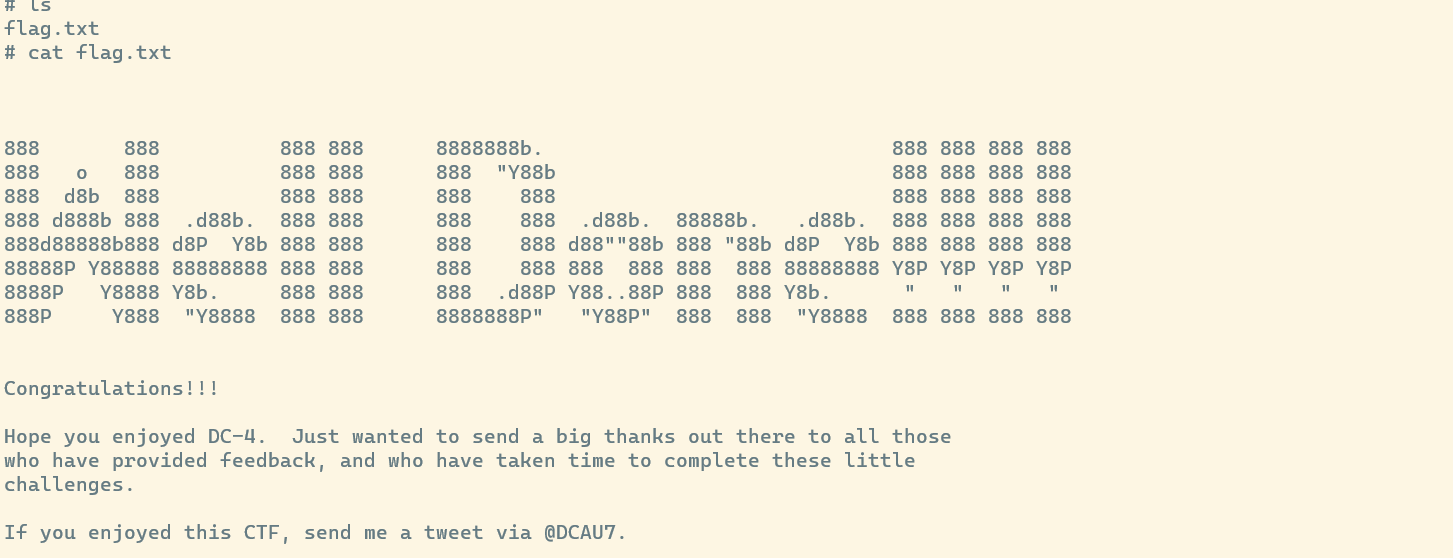 # ls
flag.txt
# cat flag.txt
888       888          888 888      8888888b.                             888 888 888 888
888   o   888          888 888      888  "Y88b                            888 888 888 888
888  d8b  888          888 888      888    888                            888 888 888 888
888 d888b 888  .d88b.  888 888      888    888  .d88b.  88888b.   .d88b.  888 888 888 888
888d88888b888 d8P  Y8b 888 888      888    888 d88""88b 888 "88b d8P  Y8b 888 888 888 888
88888P Y88888 88888888 888 888      888    888 888  888 888  888 88888888 Y8P Y8P Y8P Y8P
8888P   Y8888 Y8b.     888 888      888  .d88P Y88..88P 888  888 Y8b.      "   "   "   "
888P     Y888  "Y8888  888 888      8888888P"   "Y88P"  888  888  "Y8888  888 888 888 888
Congratulations!!!
Hope you enjoyed DC-4.  Just wanted to send a big thanks out there to all those
who have provided feedback, and who have taken time to complete these little
challenges.
If you enjoyed this CTF, send me a tweet via @DCAU7.